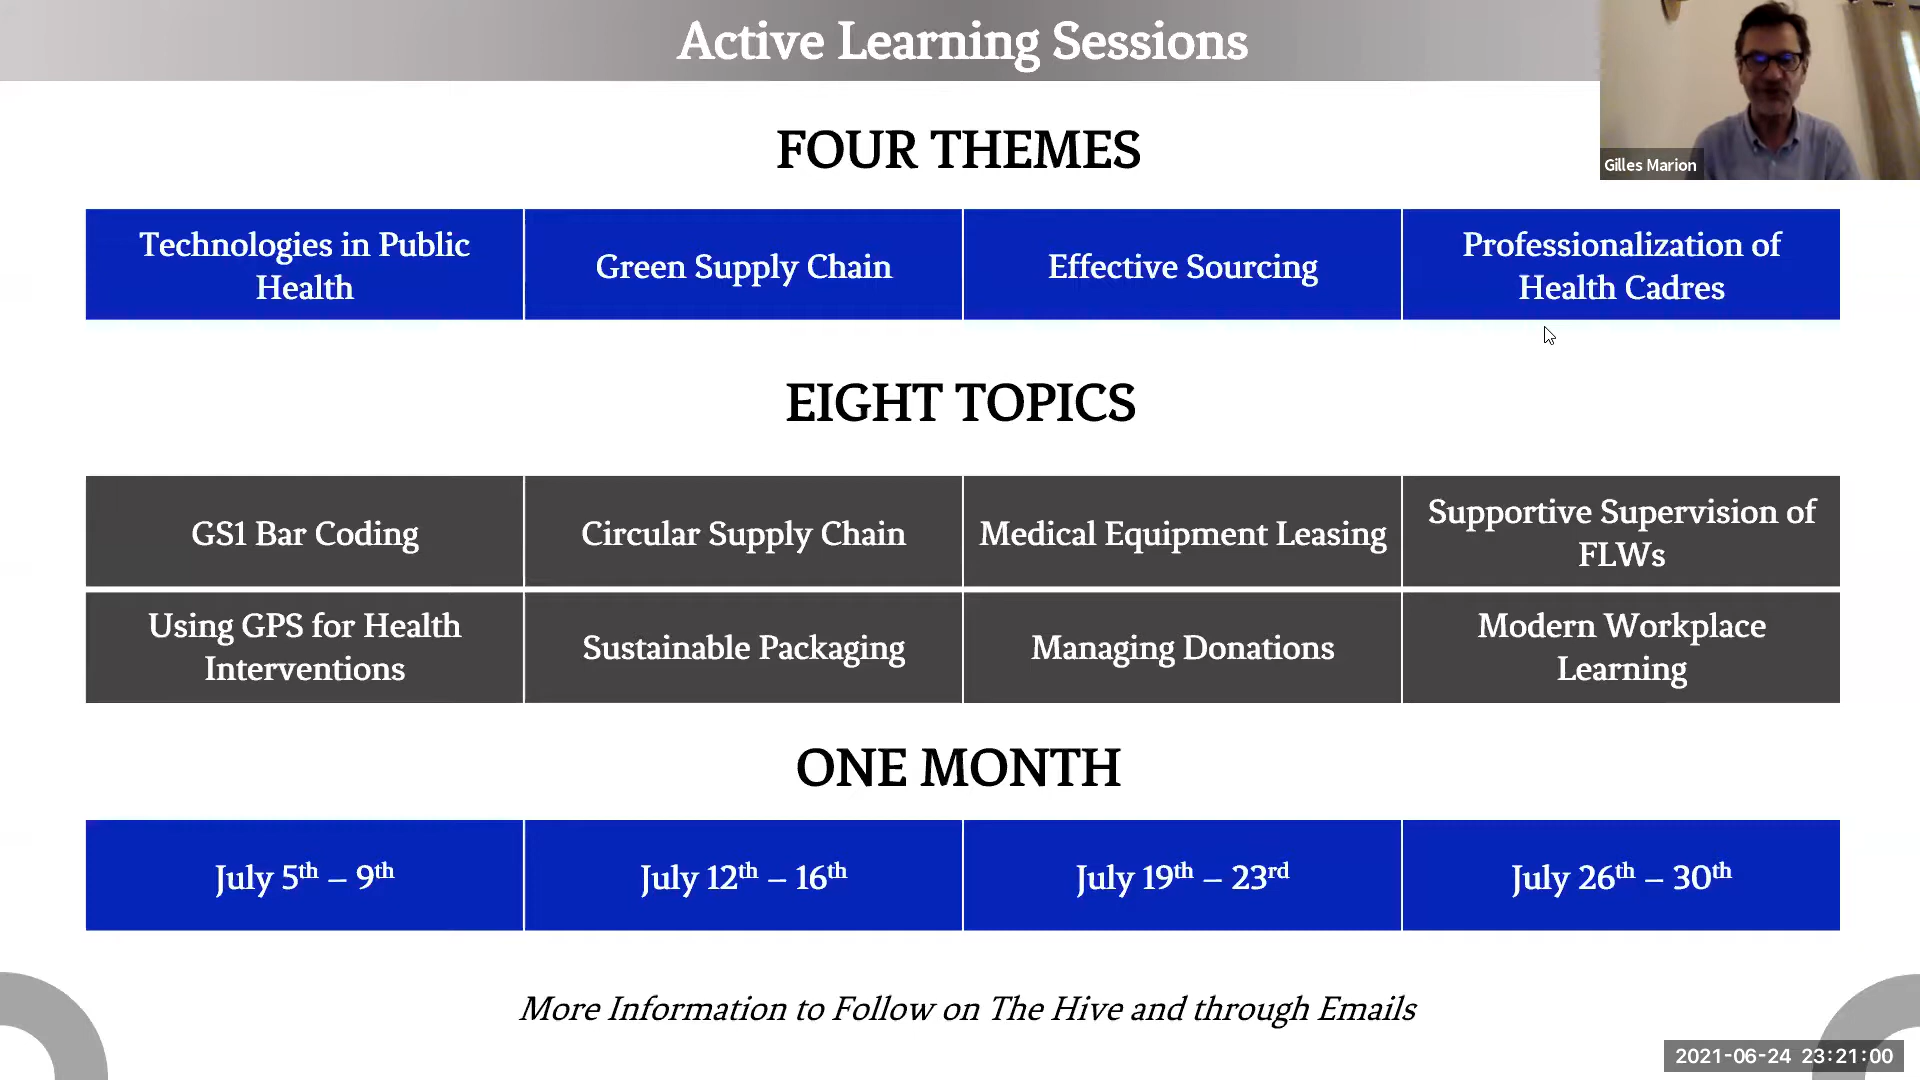 Active Learning Sessions
Gilles Marion
FOUR THEMES
Technologies in Public
Health
Green Supply Chain
Effective Sourcing
Professionalization of
Health Cadres
EIGHT TOPICS
GS1 Bar Coding
Circular Supply Chain
Medical Equipment Leasing
Supportive Supervision of
FLWs
Using GPS for Health
Interventions
Sustainable Packaging
Managing Donations
Modern Workplace
Learning
ONE MONTH
July 5th – 9th
July 12th – 16th
July 19th – 23rd
July 26th – 30th
More Information to Follow on The Hive and through Emails
2021-06-24 23:21:00